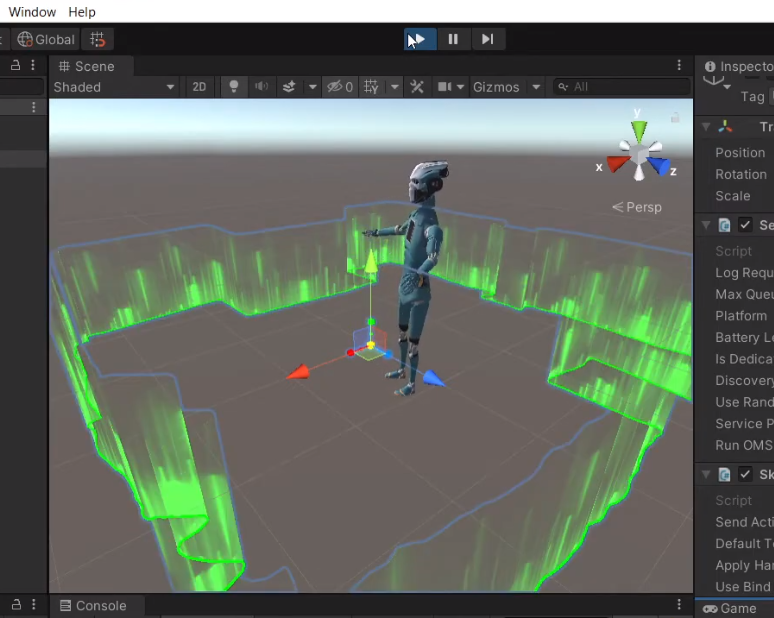 Window Help
Global
Scene
Inspecto
Shaded
2D
0
Gizmos
All
Tag
Tr
Position
Rotation
Scale
y
x
z
Persp
Se
Script
Log Requ
Max Queu
Platform
Battery Le
Is Dedica
Discovery
Use Rand
Service P
Run OMS
Sk
Script
Send Acti
Default T
Apply Han
Use Bind
Console
Game